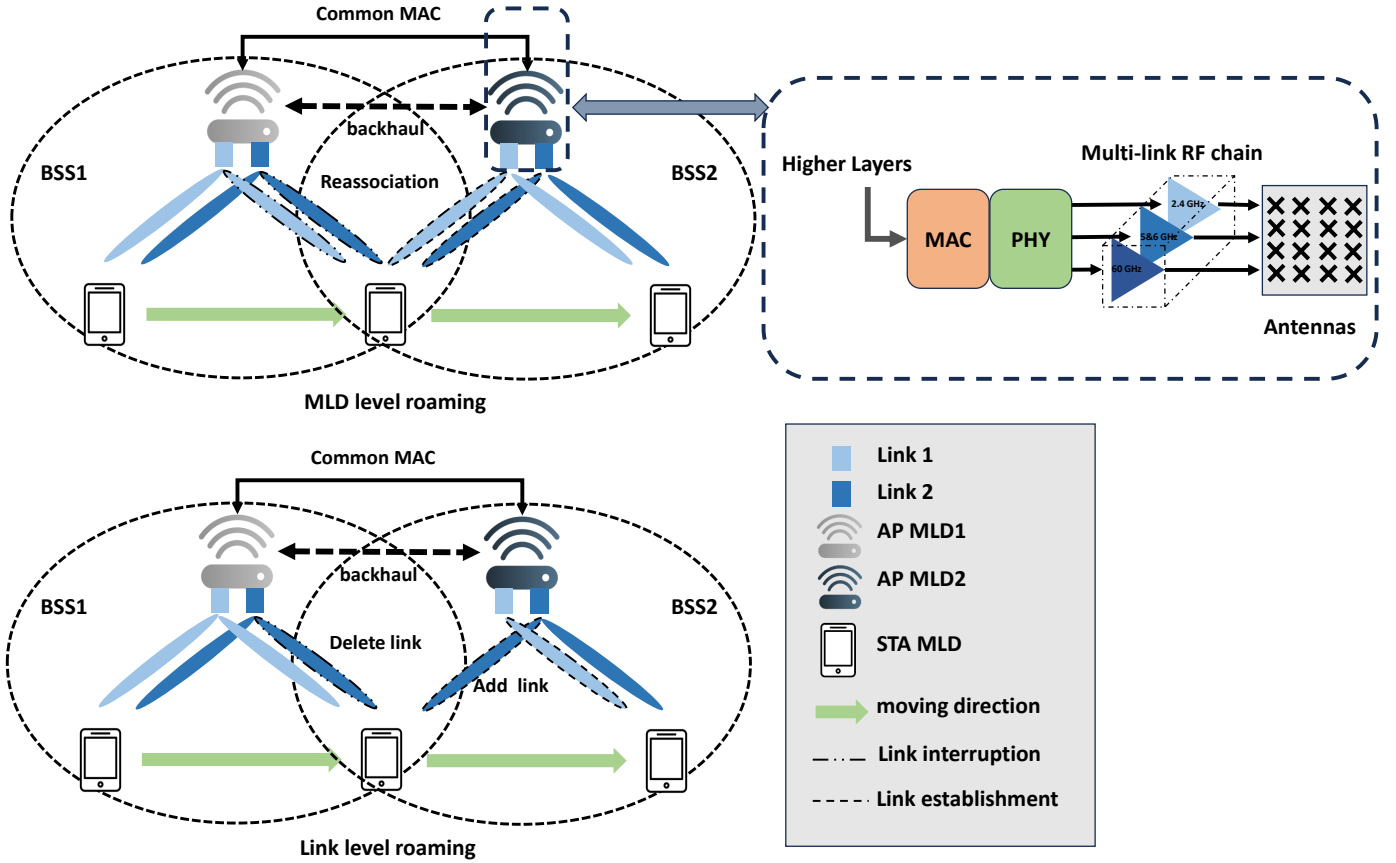 Common MAC
backhaul
BSS1
Reassociation
BSS2
MLD level roaming
Higher Layers
Multi-link RF chain
MAC
PHY
2.4 GHz
5&6 GHz
60 GHz
Antennas
Common MAC
backhaul
BSS1
Delete link
BSS2
Add link
Link level roaming
Link 1
Link 2
AP MLD1
AP MLD2
STA MLD
moving direction
Link interruption
Link establishment